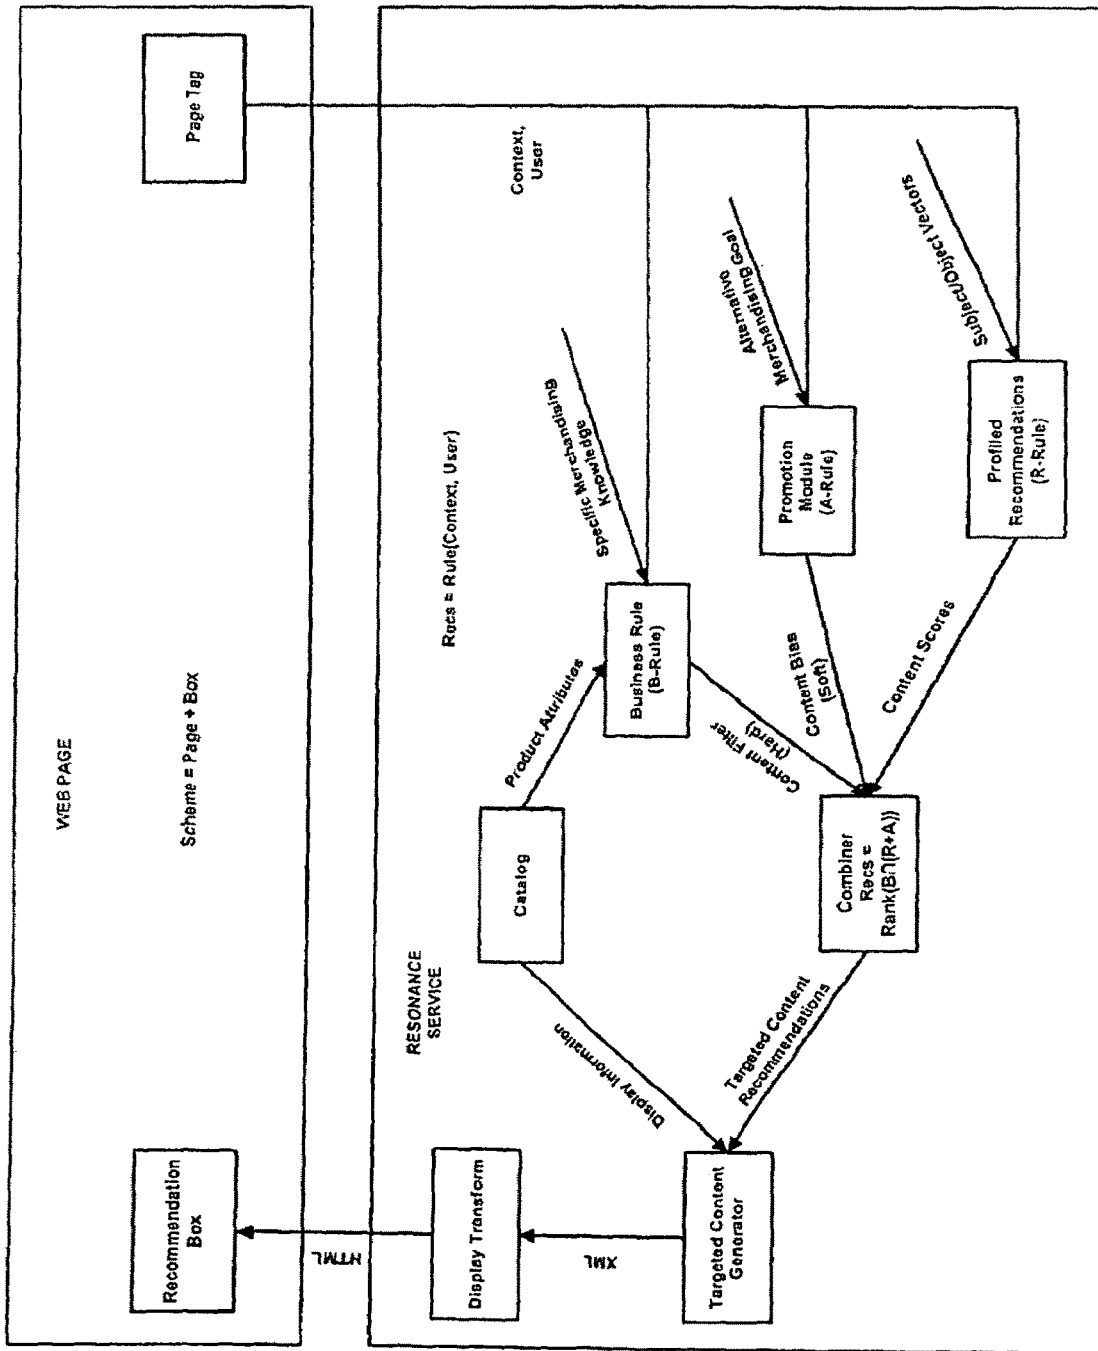 WEB PAGE
Recommendation
Box
Scheme = Page + Box
Page Tag
HTML
RESONANCE
SERVICE
Recs = Rule(Context, User)
Context,
User
Display Transform
XML
Catalog
Product Attributes
Display Information
Specific Merchandising
Knowledge
Business Rule
(B-Rule)
Content Filter
(Hard)
Targeted Content
Generator
Targeted Content
Recommendations
Content Bias
(Soft)
Promotion
Module
(A-Rule)
Alternative
Merchandising Goal
Combiner
Recs =
Rank(B∩(R+A))
Content Scores
Profiled
Recommendations
(R-Rule)
Subject/Object Vectors